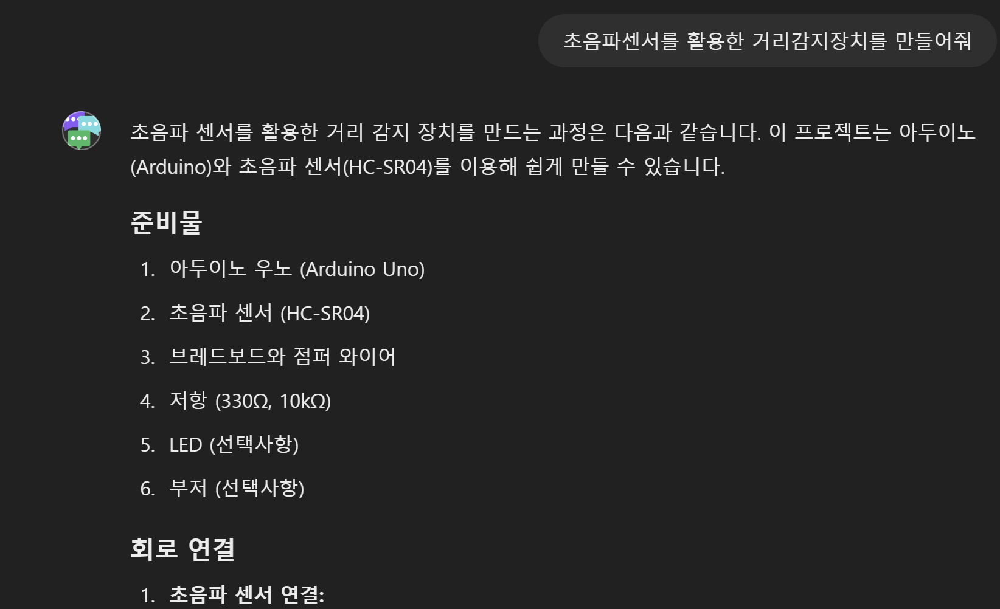 초음파센서를 활용한 거리감지장치를 만들어줘
초음파 센서를 활용한 거리 감지 장치를 만드는 과정은 다음과 같습니다. 이 프로젝트는 아두이노
(Arduino)와 초음파 센서(HC-SR04)를 이용해 쉽게 만들 수 있습니다.
준비물
1. 아두이노 우노 (Arduino Uno)
2. 초음파 센서 (HC-SR04)
3. 브레드보드와 점퍼 와이어
4. 저항 (330Ω, 10kΩ)
5. LED (선택사항)
6. 부저 (선택사항)
회로 연결
1. 초음파 센서 연결: